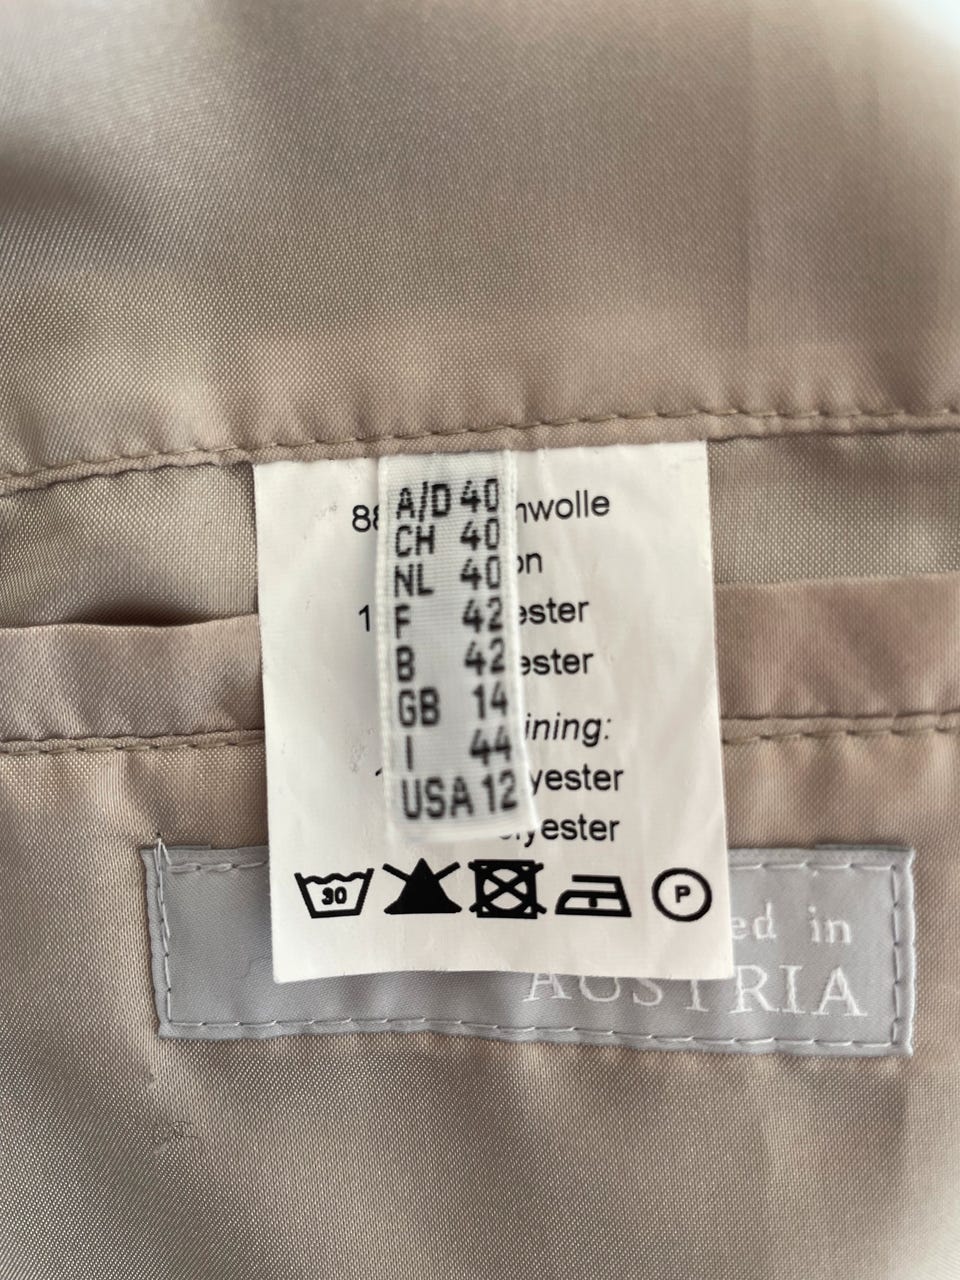 A/D 40
CH 40
NL 40
F 42
B 42
GB 14
I 44
USA 12
88 nwolle
on
1 ester
ester
ining:
yester
lyester
30
P
ed in
AUSTRIA